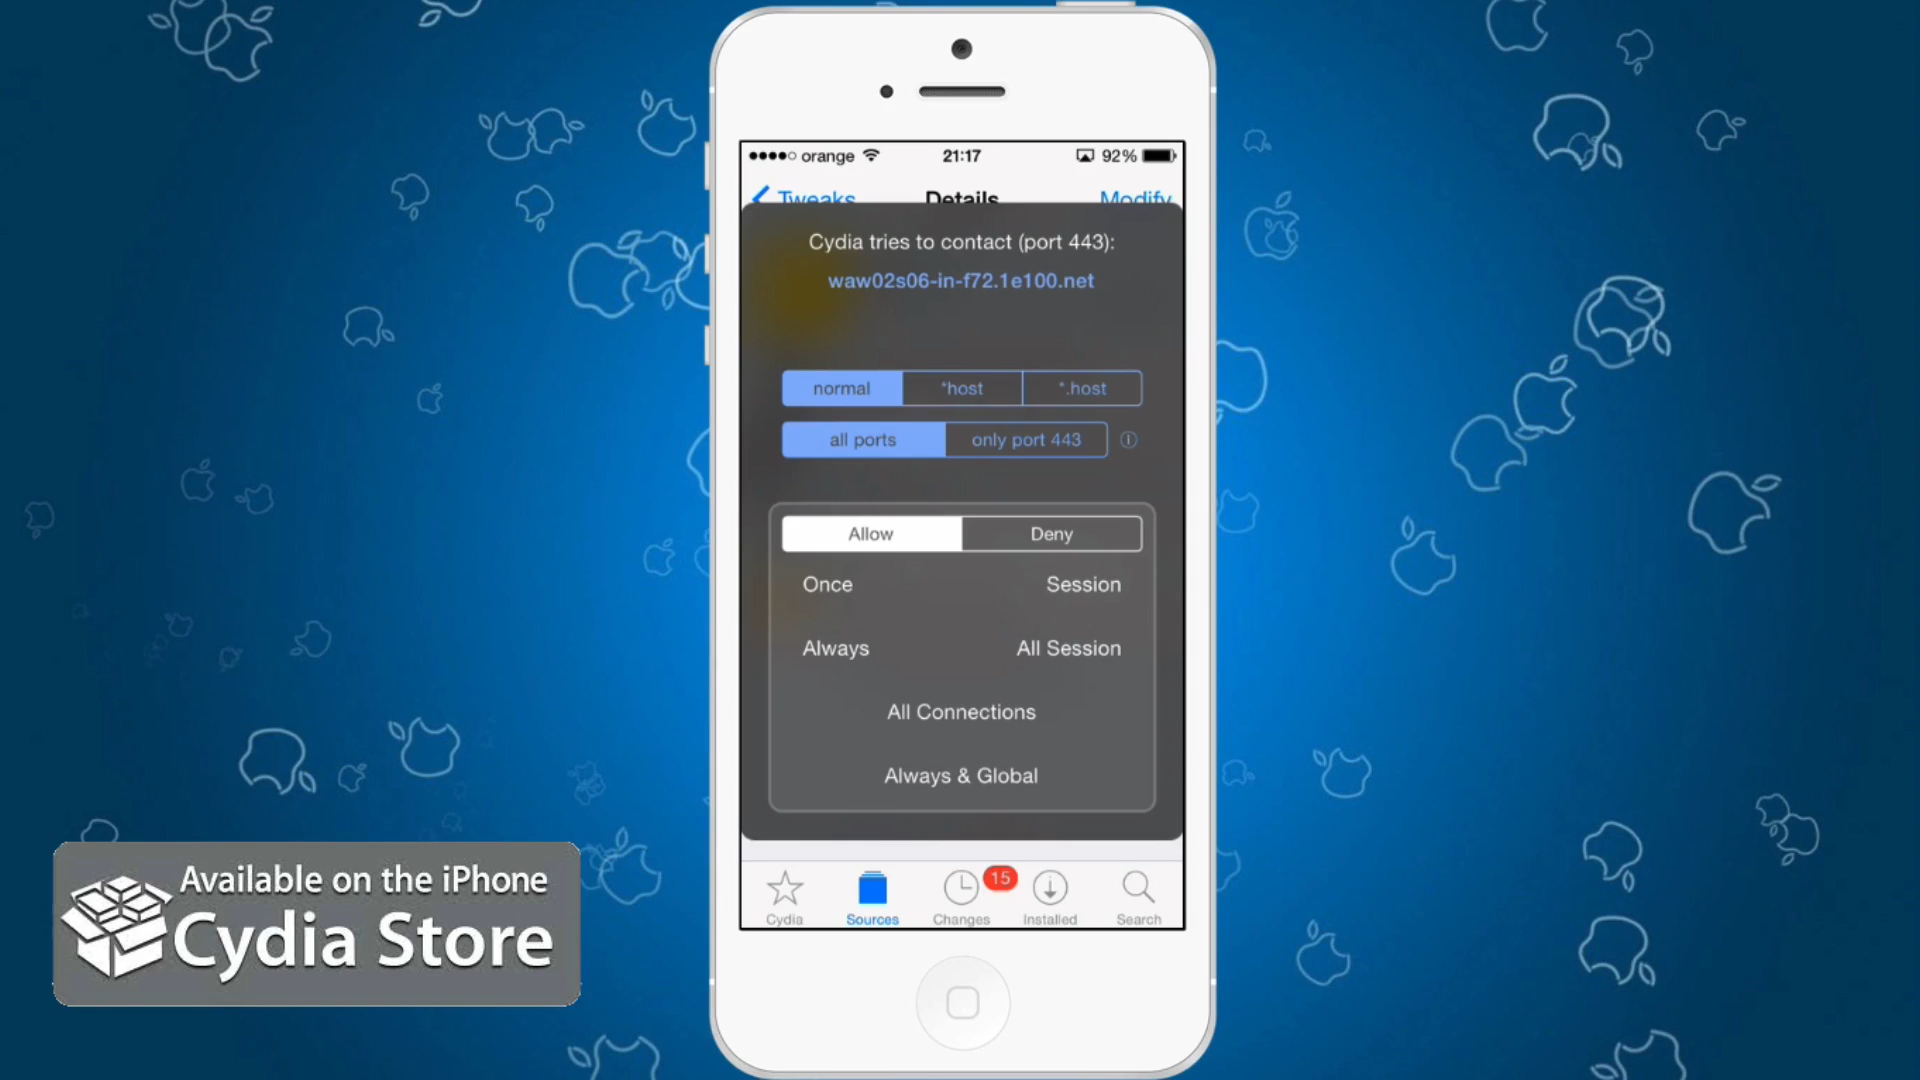 orange 21:17 92%
Tweaks Details Modify
Cydia tries to contact (port 443):
waw02s06-in-f72.1e100.net
normal *host *.host
all ports only port 443
Allow Deny
Once Session
Always All Session
All Connections
Always & Global
15
Cydia Sources Changes Installed Search
Available on the iPhone
Cydia Store